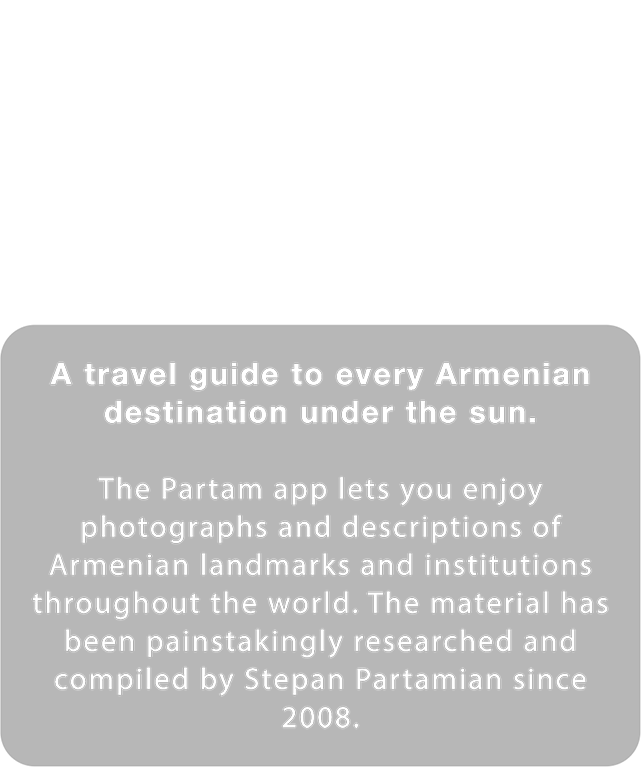 A travel guide to every Armenian
destination under the sun.
The Partam app lets you enjoy
photographs and descriptions of
Armenian landmarks and institutions
throughout the world. The material has
been painstakingly researched and
compiled by Stepan Partamian since
2008.